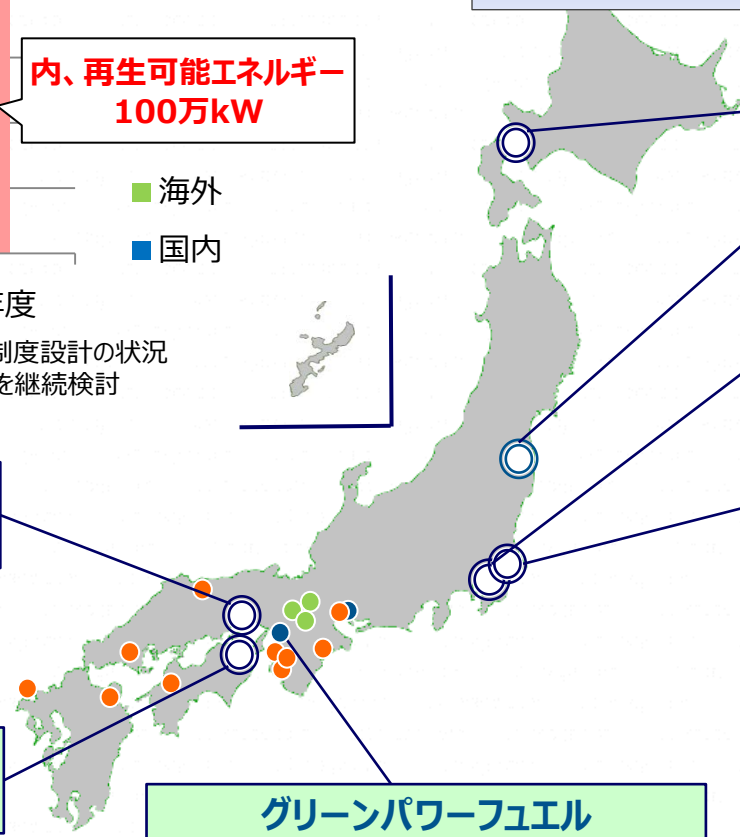 内、再生可能エネルギー
100万kW
海外
国内
年度
制度設計の状況
を継続検討
グリーンパワーフュエル